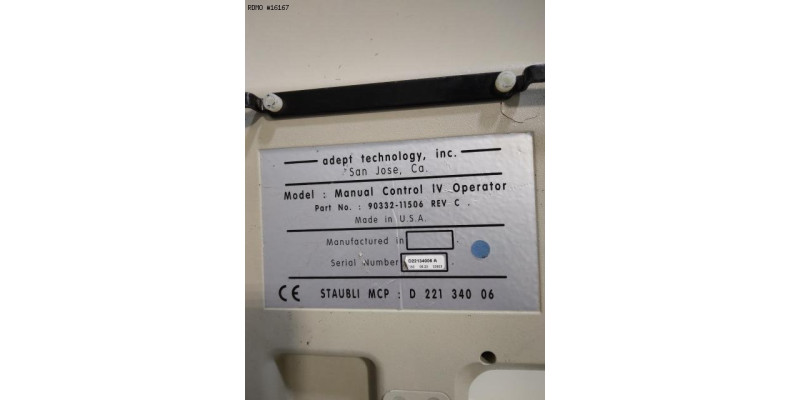 RDMO #16167
adept technology, inc.
San Jose, Ca.
Model : Manual Control IV Operator
Part No. : 90332-11506 REV C .
Made in U.S.A.
Manufactured in
Serial Number
D22134006 A
CE STAUBLI MCP : D 221 340 06